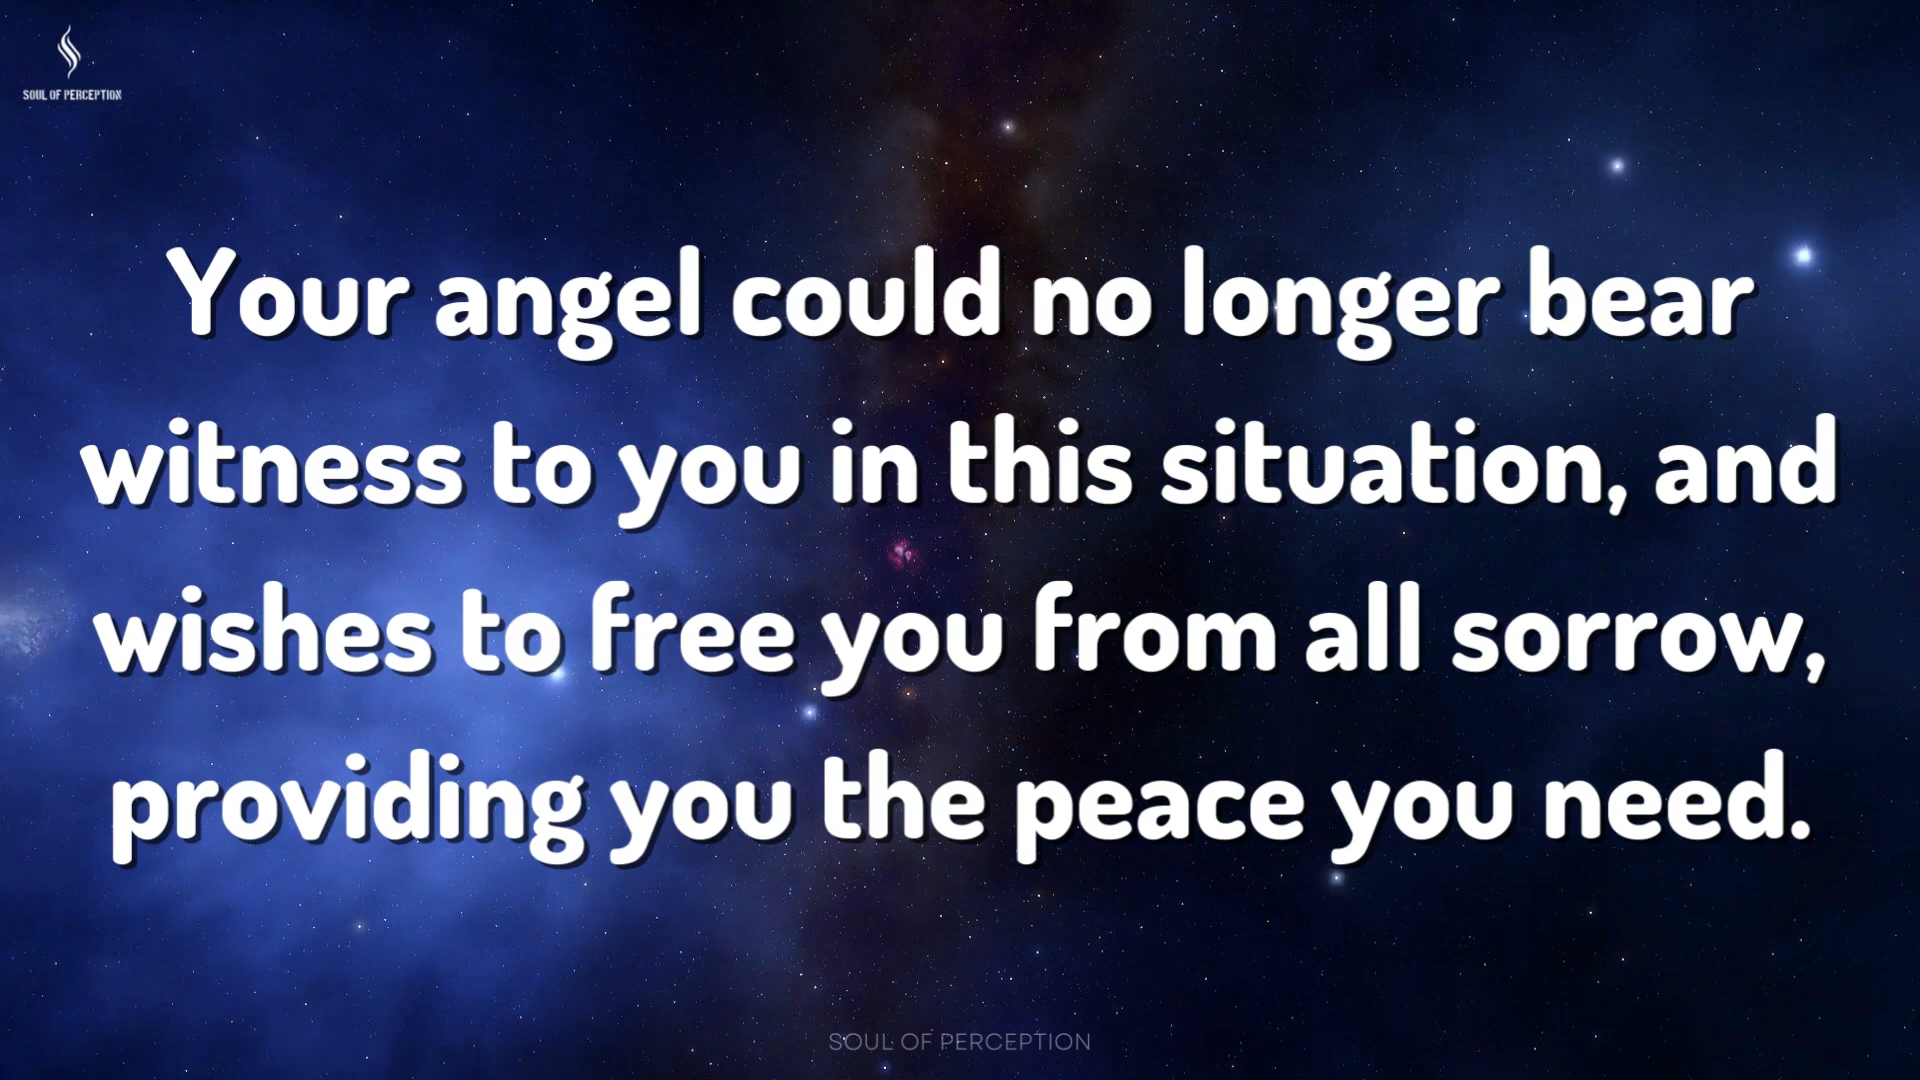 SOUL OF PERCEPTION
Your angel could no longer bear
witness to you in this situation, and
wishes to free you from all sorrow,
providing you the peace you need.
SOUL OF PERCEPTION